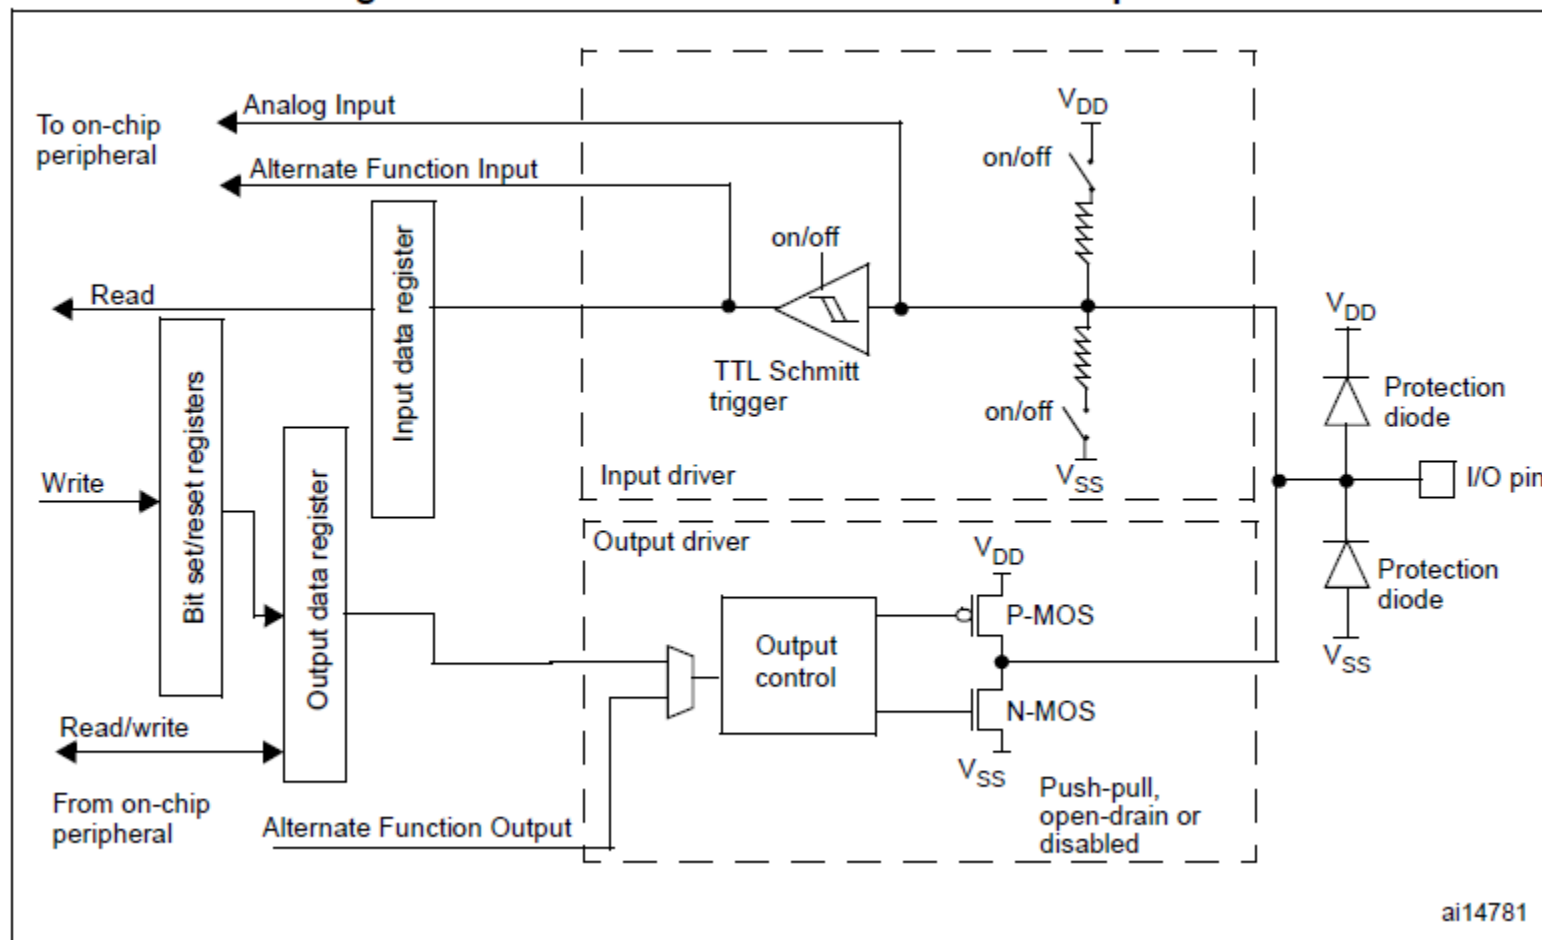 To on-chip
peripheral
Analog Input
Alternate Function Input
Read
Input data register
on/off
TTL Schmitt
trigger
VDD
on/off
on/off
VSS
Input driver
VDD
Protection
diode
I/O pin
Protection
diode
VSS
Write
Bit set/reset registers
Output data register
Read/write
From on-chip
peripheral
Alternate Function Output
Output driver
Output
control
VDD
P-MOS
N-MOS
VSS
Push-pull,
open-drain or
disabled
ai14781